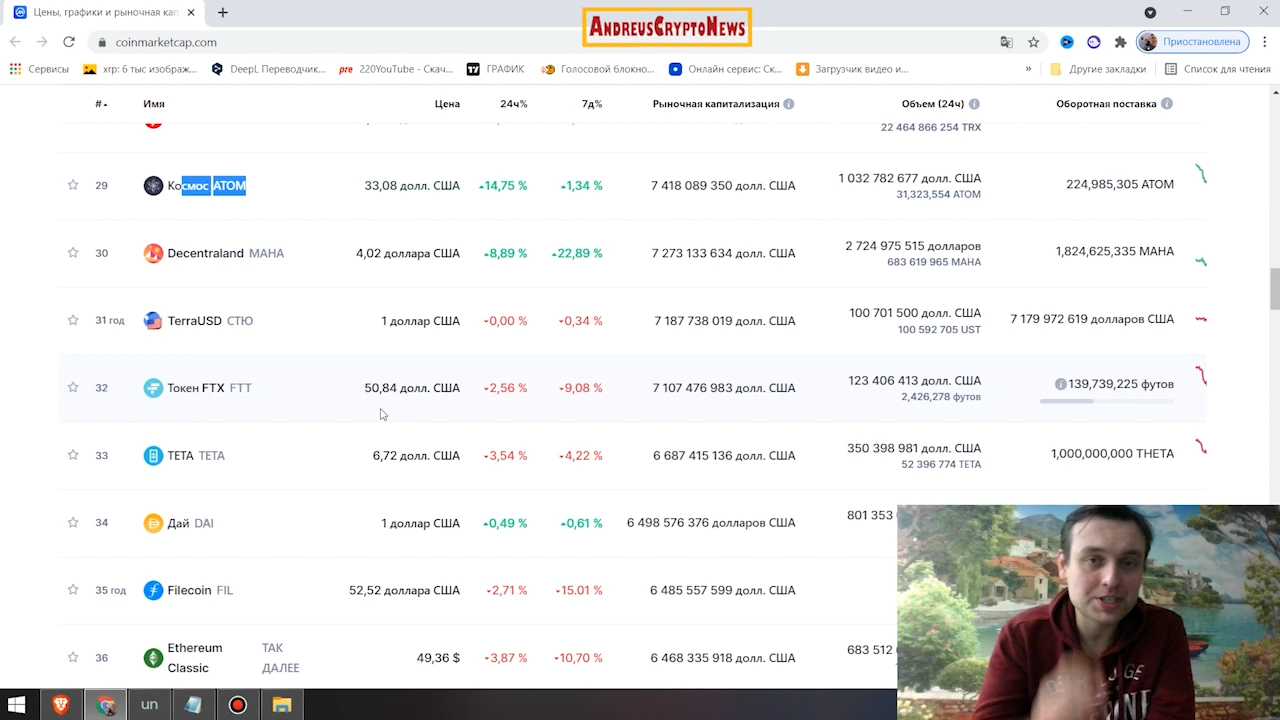 Цены, графики и рыночная кап
AndreusCryptoNews
coinmarketcap.com
Приостановлена
Сервисы
xrp: 6 тыс изображ...
DeepL Переводчик...
pre 220YouTube - Скач...
ГРАФИК
Голосовой блокно...
Онлайн сервис: Ск...
Загрузчик видео и...
»
Другие закладки
Список для чтения
# Имя Цена 24ч% 7д% Рыночная капитализация Объем (24ч) Оборотная поставка
22 464 866 254 TRX
29 Космос ATOM 33,08 долл. США 14,75 % 1,34 % 7 418 089 350 долл. США 1 032 782 677 долл. США 224,985,305 ATOM
31,323,554 ATOM
30 Decentraland МАНА 4,02 доллара США 8,89 % 22,89 % 7 273 133 634 долл. США 2 724 975 515 долларов 1,824,625,335 МАНА
683 619 965 МАНА
31 год TerraUSD СТЮ 1 доллар США 0,00 % 0,34 % 7 187 738 019 долл. США 100 701 500 долл. США 7 179 972 619 долларов США
100 592 705 UST
32 Токен FTX FTT 50,84 долл. США 2,56 % 9,08 % 7 107 476 983 долл. США 123 406 413 долл. США 139,739,225 футов
2,426,278 футов
33 ТЕТА ТЕТА 6,72 долл. США 3,54 % 4,22 % 6 687 415 136 долл. США 350 398 981 долл. США 1,000,000,000 THETA
52 396 774 ТЕТА
34 Дай DAI 1 доллар США 0,49 % 0,61 % 6 498 576 376 долларов США 801 353
35 год Filecoin FIL 52,52 доллара США 2,71 % 15.01 % 6 485 557 599 долл. США
36 Ethereum Classic ТАК ДАЛЕЕ 49,36 $ 3,87 % 10,70 % 6 468 335 918 долл. США 683 512
un